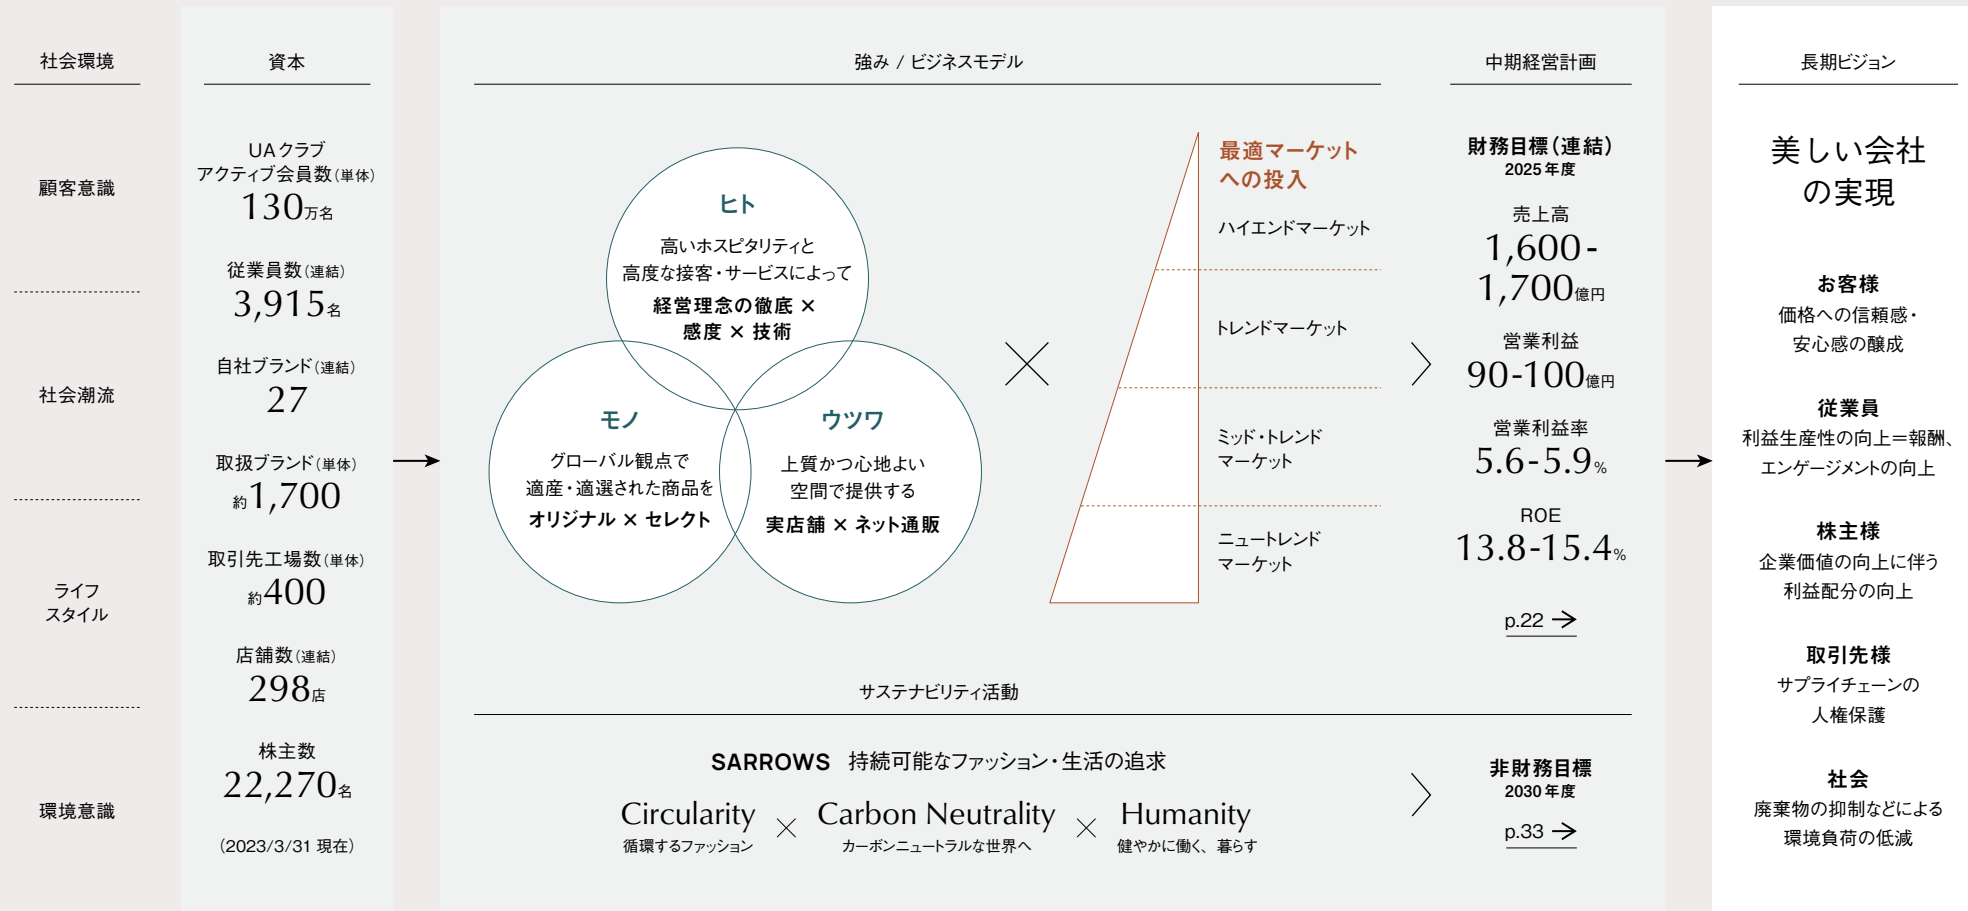 社会環境
顧客意識
社会潮流
ライフ
スタイル
環境意識
資本
UAクラブ
アクティブ会員数(単体)
130万名
従業員数(連結)
3,915名
自社ブランド(連結)
27
取扱ブランド(単体)
約1,700
取引先工場数(単体)
約400
店舗数(連結)
298店
株主数
22,270名
(2023/3/31 現在)
強み / ビジネスモデル
ヒト
高いホスピタリティと
高度な接客・サービスによって
経営理念の徹底 ×
感度 × 技術
モノ
グローバル観点で
適産・適選された商品を
オリジナル × セレクト
ウツワ
上質かつ心地よい
空間で提供する
実店舗 × ネット通販
×
最適マーケット
への投入
ハイエンドマーケット
トレンドマーケット
ミッド・トレンド
マーケット
ニュートレンド
マーケット
中期経営計画
財務目標(連結)
2025年度
売上高
1,600-
1,700億円
営業利益
90-100億円
営業利益率
5.6-5.9%
ROE
13.8-15.4%
p.22 →
サステナビリティ活動
SARROWS 持続可能なファッション・生活の追求
Circularity × Carbon Neutrality × Humanity
循環するファッション カーボンニュートラルな世界へ 健やかに働く、暮らす
非財務目標
2030年度
p.33 →
長期ビジョン
美しい会社
の実現
お客様
価格への信頼感・
安心感の醸成
従業員
利益生産性の向上=報酬、
エンゲージメントの向上
株主様
企業価値の向上に伴う
利益配分の向上
取引先様
サプライチェーンの
人権保護
社会
廃棄物の抑制などによる
環境負荷の低減